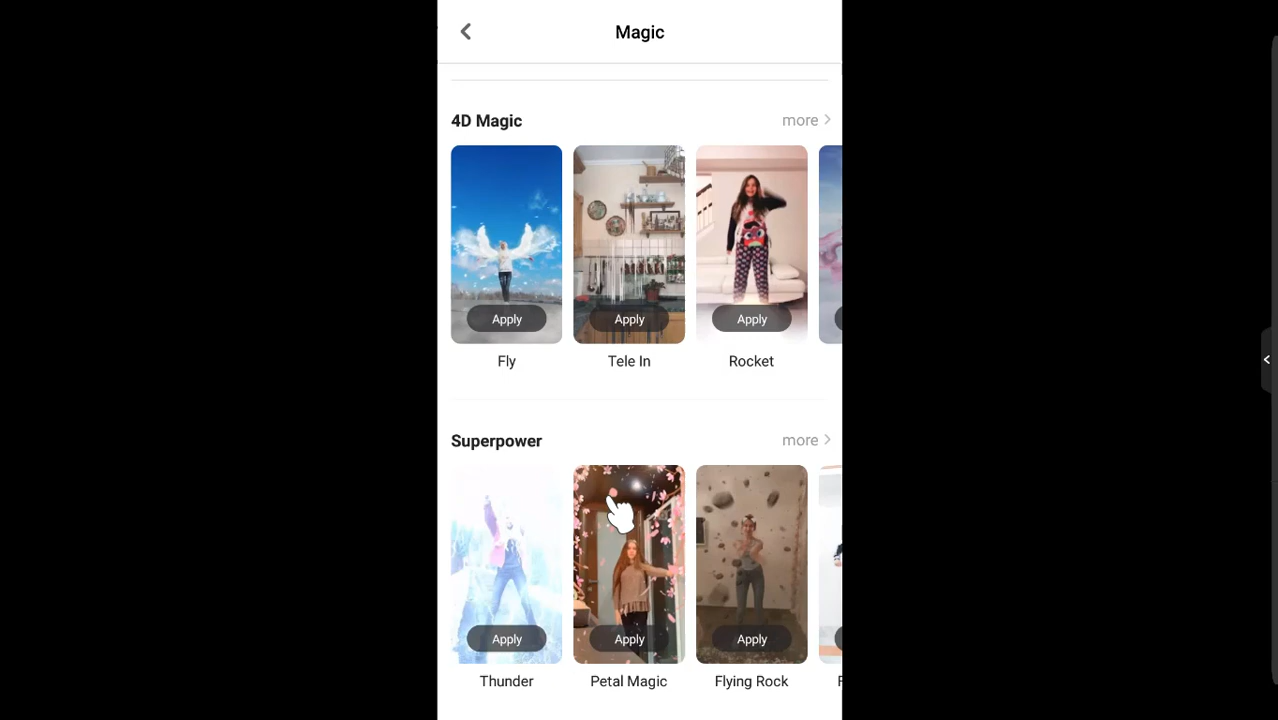 Magic
4D Magic more
Apply Apply Apply
Fly Tele In Rocket
Superpower more
Apply Apply Apply
Thunder Petal Magic Flying Rock